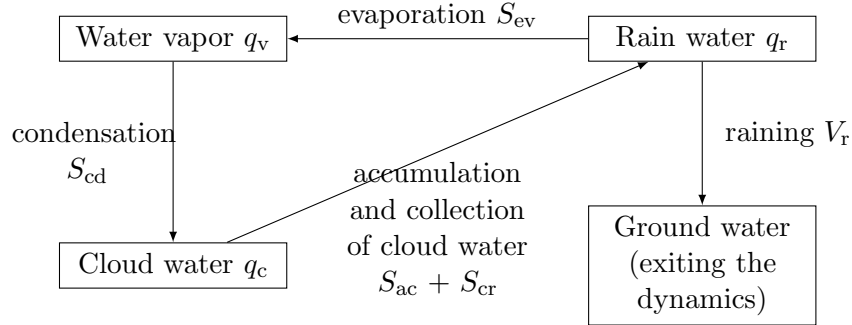 evaporation S_ev
Water vapor q_v
Rain water q_r
condensation
S_cd
raining V_r
accumulation
and collection
of cloud water
S_ac + S_cr
Cloud water q_c
Ground water
(exiting the
dynamics)